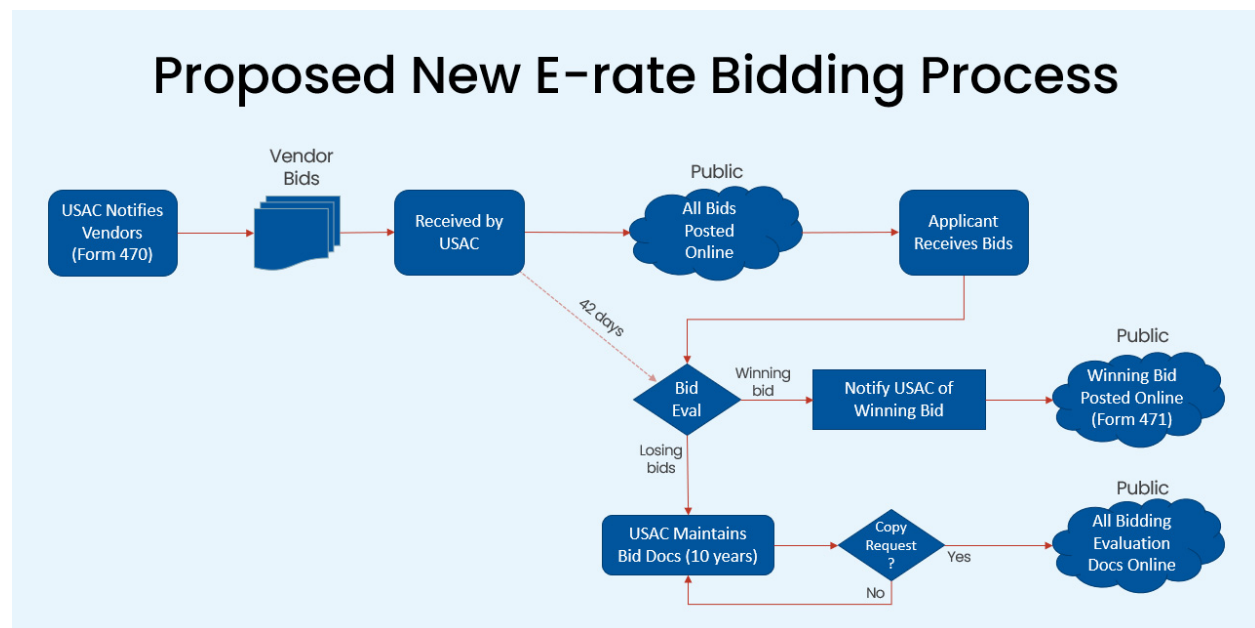 Proposed New E-rate Bidding Process
Vendor
Bids
Public
USAC Notifies
Vendors
(Form 470)
Received by
USAC
All Bids
Posted
Online
Applicant
Receives Bids
42 days
Public
Bid
Eval
Winning
bid
Notify USAC of
Winning Bid
Winning Bid
Posted Online
(Form 471)
Losing
bids
Public
USAC Maintains
Bid Docs (10 years)
Copy
Request
?
Yes
No
All Bidding
Evaluation
Docs Online